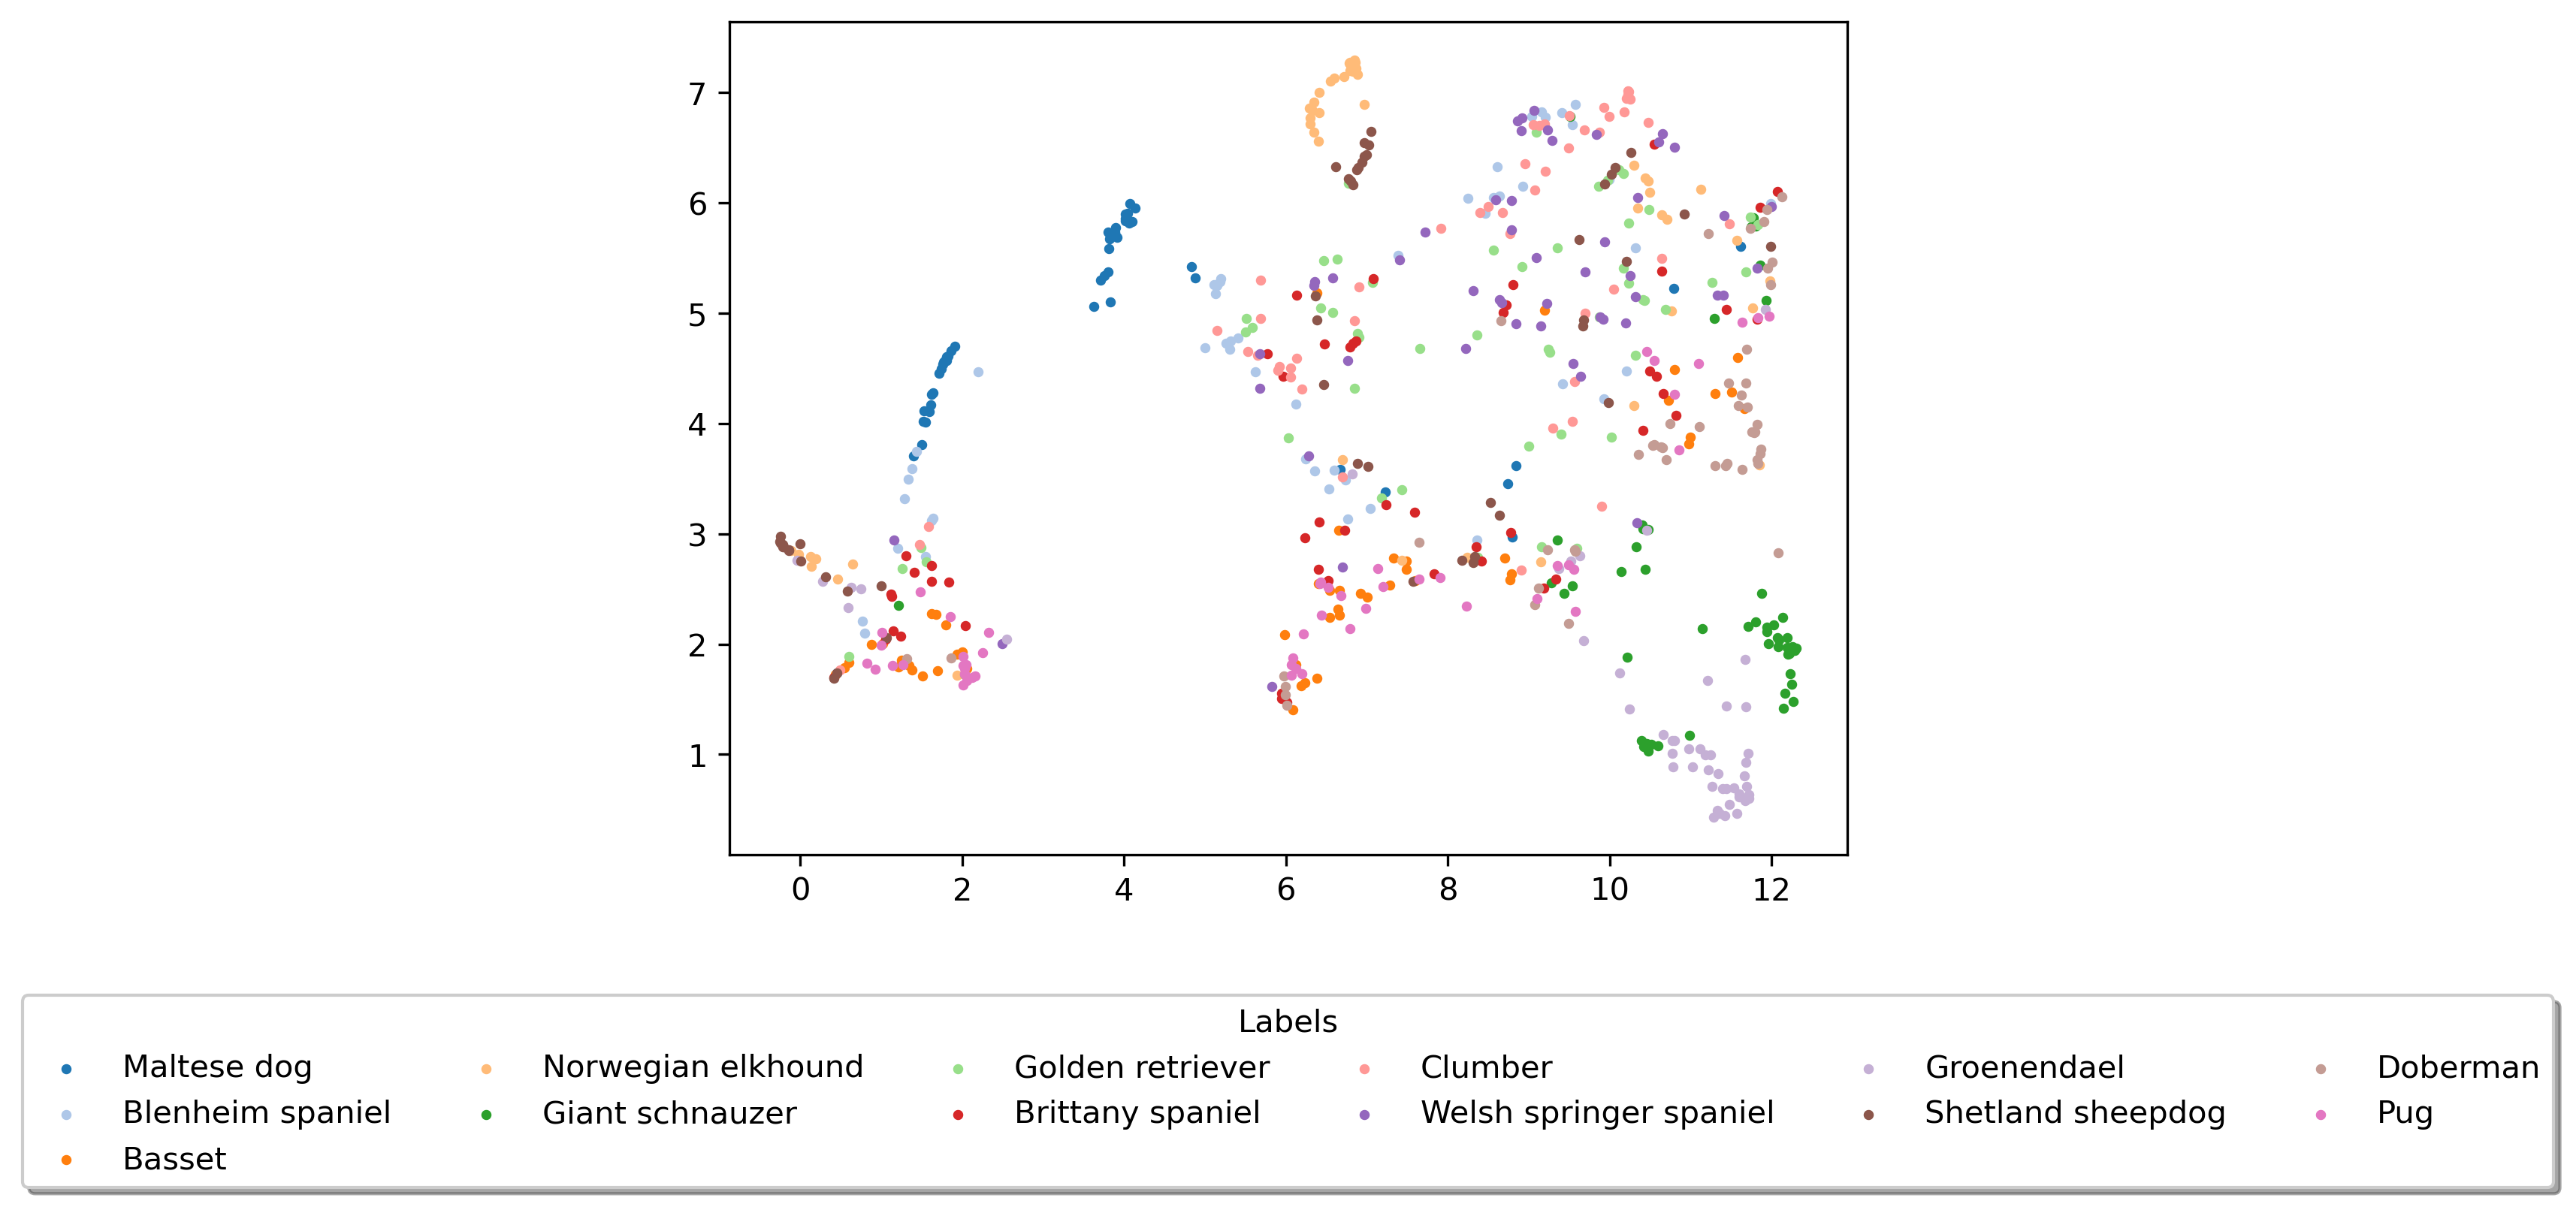 7
6
5
4
3
2
1
0 2 4 6 8 10 12
Labels
Maltese dog Norwegian elkhound Golden retriever Clumber Groenendael Doberman
Blenheim spaniel Giant schnauzer Brittany spaniel Welsh springer spaniel Shetland sheepdog Pug
Basset